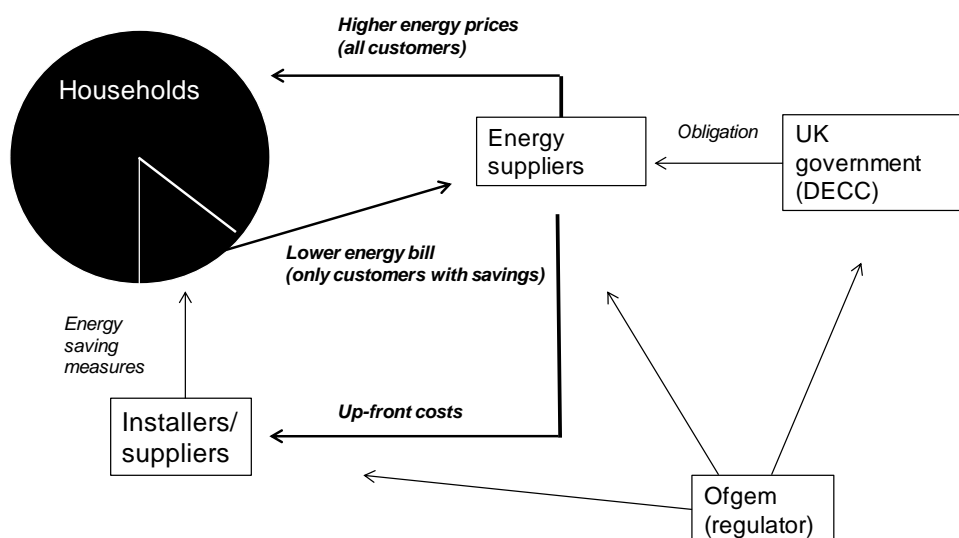 Higher energy prices
(all customers)
Households
Energy
suppliers
Obligation
UK
government
(DECC)
Lower energy bill
(only customers with savings)
Energy
saving
measures
Installers/
suppliers
Up-front costs
Ofgem
(regulator)